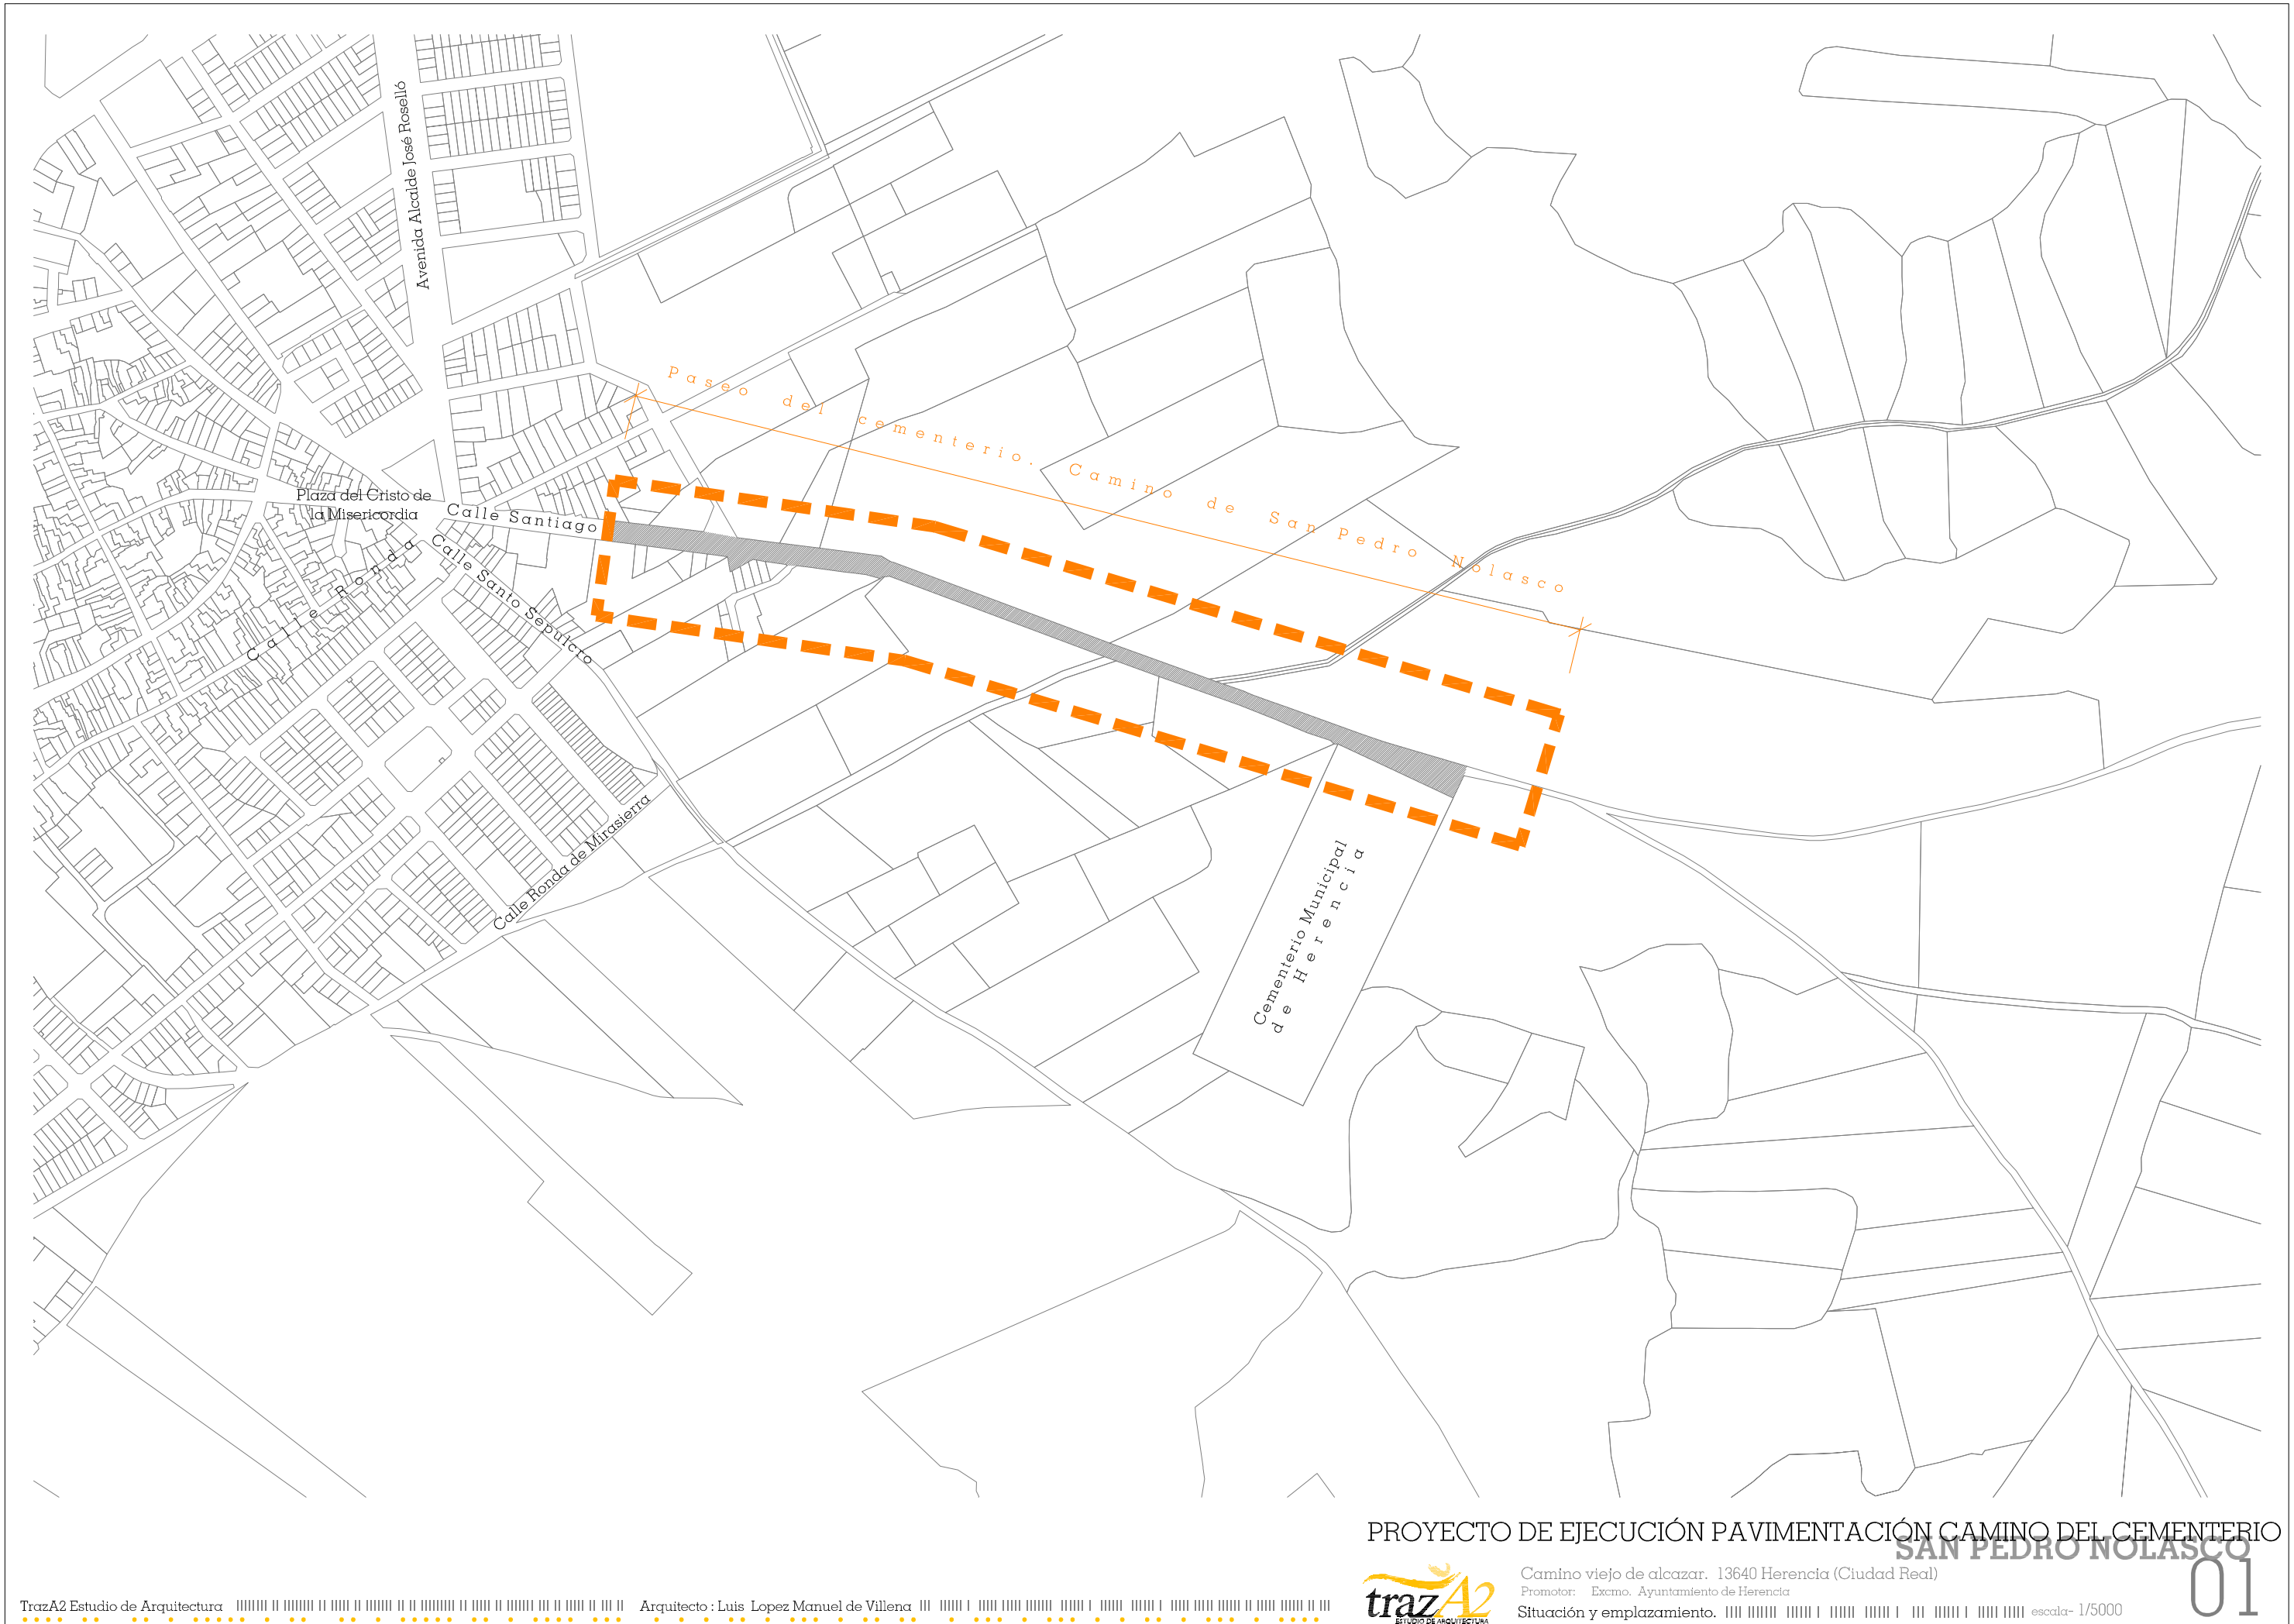 Avenida Alcalde José Roselló
Paseo del cementerio. Camino de San Pedro Nolasco
Plaza del Cristo de
la Misericordia
Calle Santiago
Calle Ronda
Calle Santo Sepulcro
Calle Ronda de Mirasierra
Cementerio Municipal
de Herencia
PROYECTO DE EJECUCIÓN PAVIMENTACIÓN CAMINO DEL CEMENTERIO
SAN PEDRO NOLASCO
01
trazA2
ESTUDIO DE ARQUITECTURA
Camino viejo de alcazar. 13640 Herencia (Ciudad Real)
Promotor: Excmo. Ayuntamiento de Herencia
Situación y emplazamiento. escala- 1/5000
TrazA2 Estudio de Arquitectura Arquitecto : Luis Lopez Manuel de Villena